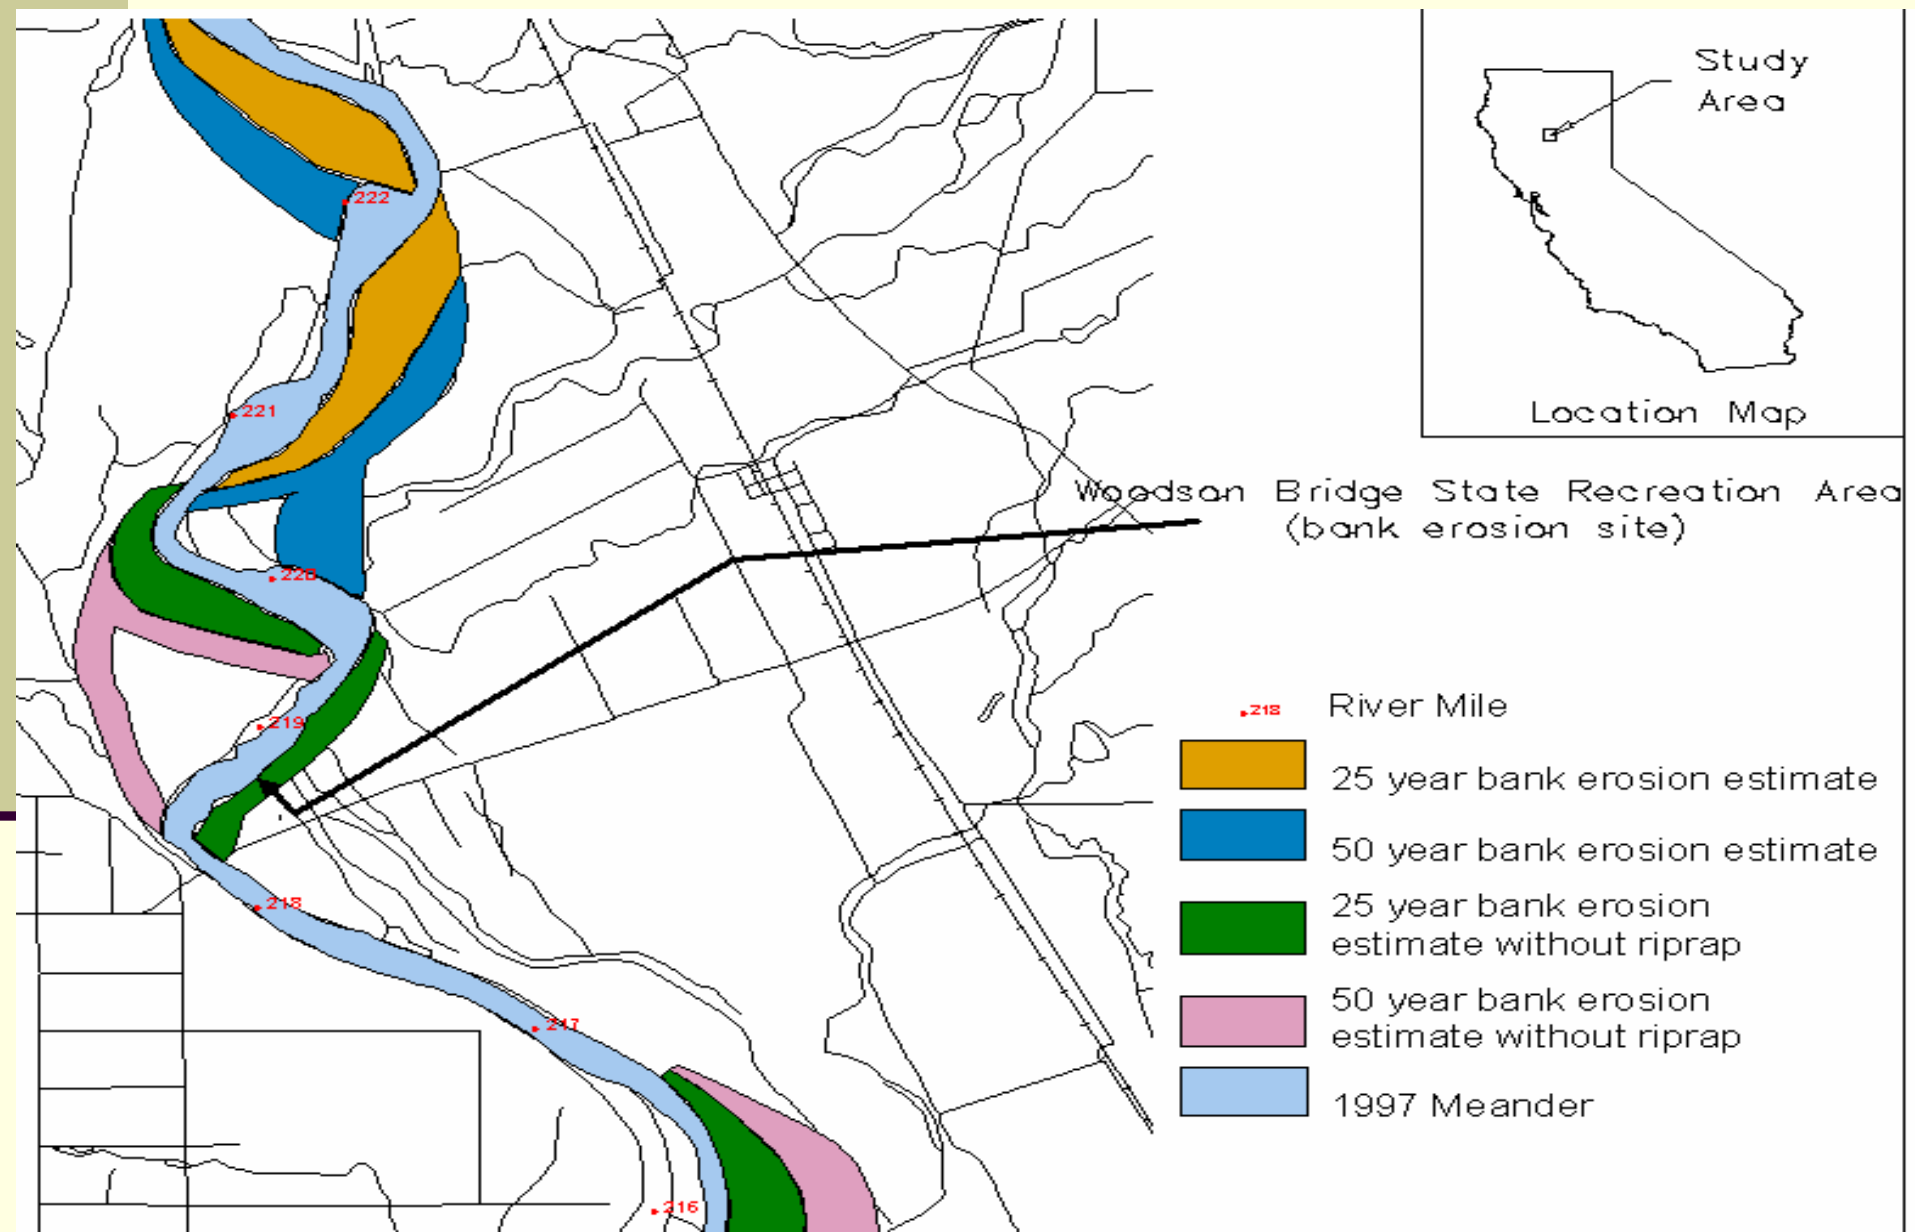 Study
Area
Location Map
Woodson Bridge State Recreation Area
(bank erosion site)
222
221
220
219
218
217
216
218 River Mile
25 year bank erosion estimate
50 year bank erosion estimate
25 year bank erosion
estimate without riprap
50 year bank erosion
estimate without riprap
1997 Meander